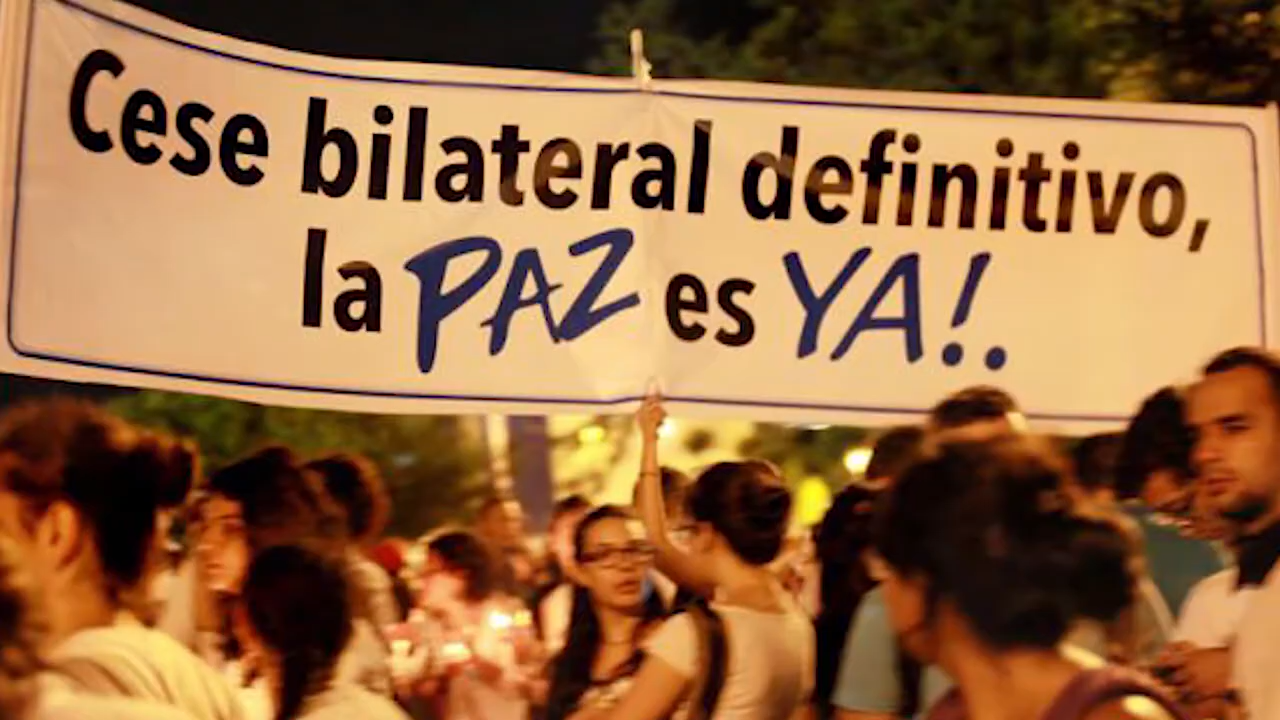 Cese bilateral definitivo,
la PAZ es YA!.